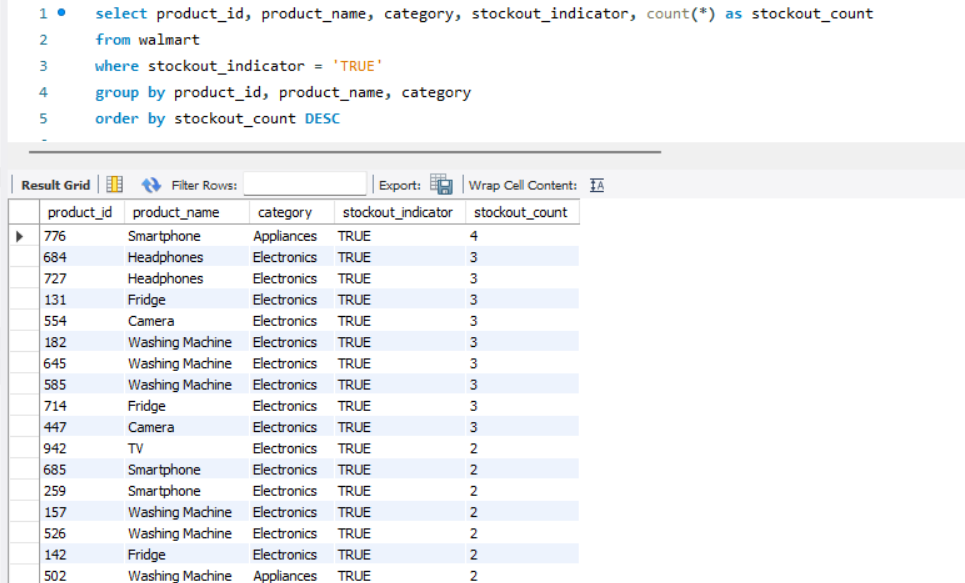 1 select product_id, product_name, category, stockout_indicator, count(*) as stockout_count
2 from walmart
3 where stockout_indicator = 'TRUE'
4 group by product_id, product_name, category
5 order by stockout_count DESC
Result Grid Filter Rows: Export: Wrap Cell Content: IA
product_id product_name category stockout_indicator stockout_count
776 Smartphone Appliances TRUE 4
684 Headphones Electronics TRUE 3
727 Headphones Electronics TRUE 3
131 Fridge Electronics TRUE 3
554 Camera Electronics TRUE 3
182 Washing Machine Electronics TRUE 3
645 Washing Machine Electronics TRUE 3
585 Washing Machine Electronics TRUE 3
714 Fridge Electronics TRUE 3
447 Camera Electronics TRUE 3
942 TV Electronics TRUE 2
685 Smartphone Electronics TRUE 2
259 Smartphone Electronics TRUE 2
157 Washing Machine Electronics TRUE 2
526 Washing Machine Electronics TRUE 2
142 Fridge Electronics TRUE 2
502 Washing Machine Appliances TRUE 2